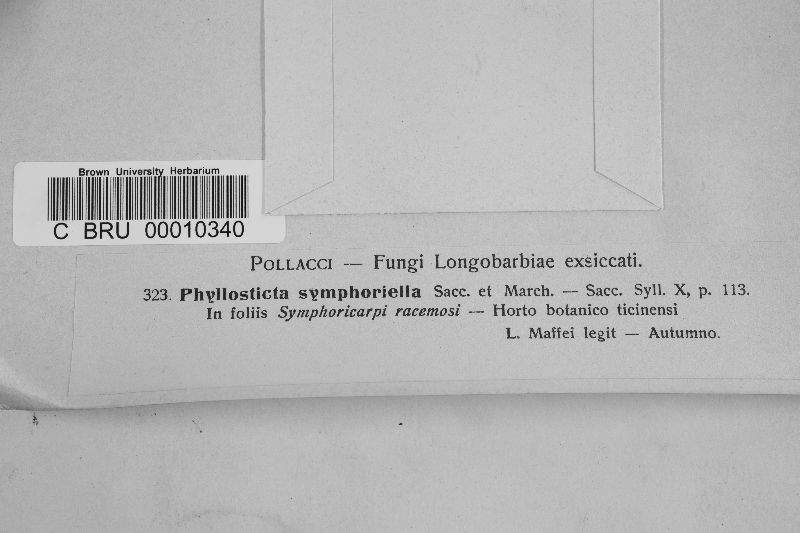 Brown University Herbarium
C BRU 00010340
POLLACCI — Fungi Longobarbiae exsiccati.
323. Phyllosticta symphoriella Sacc. et March. — Sacc. Syll. X, p. 113.
In foliis Symphoricarpi racemosi — Horto botanico ticinensi
L. Maffei legit — Autumno.